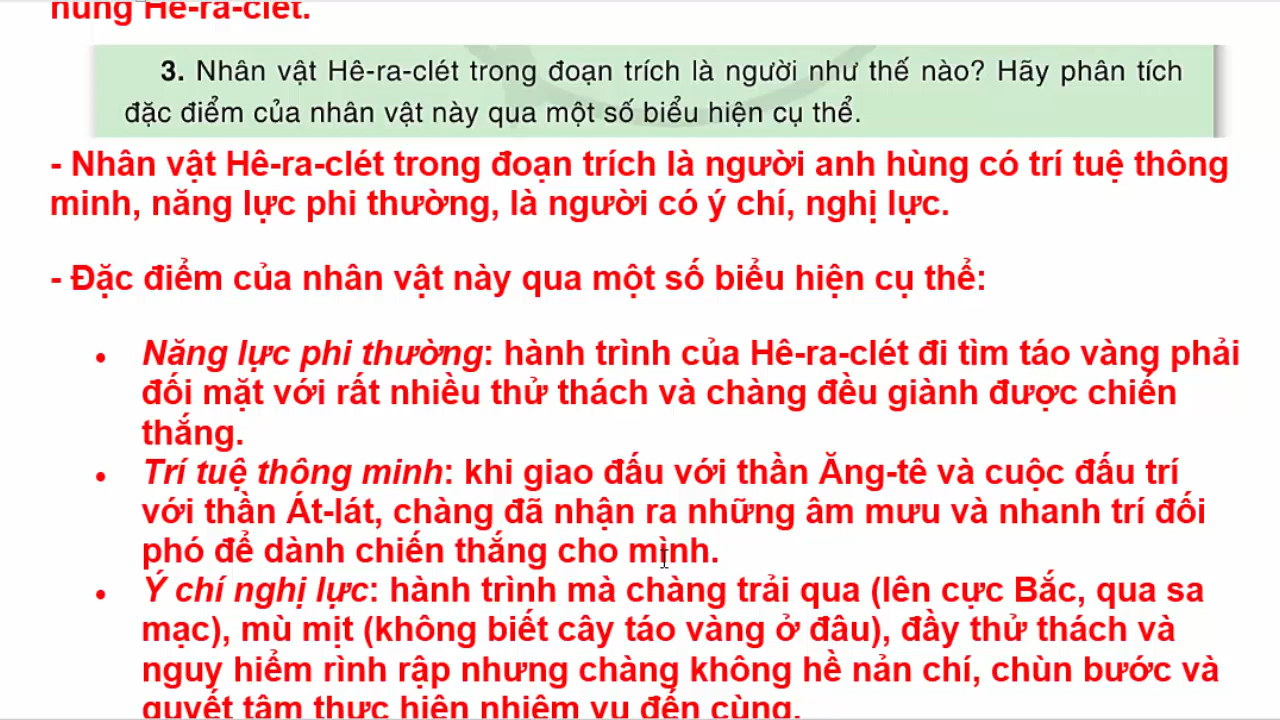 hùng Hê-ra-clét.
3. Nhân vật Hê-ra-clét trong đoạn trích là người như thế nào? Hãy phân tích
đặc điểm của nhân vật này qua một số biểu hiện cụ thể.
- Nhân vật Hê-ra-clét trong đoạn trích là người anh hùng có trí tuệ thông
minh, năng lực phi thường, là người có ý chí, nghị lực.
- Đặc điểm của nhân vật này qua một số biểu hiện cụ thể:
• Năng lực phi thường: hành trình của Hê-ra-clét đi tìm táo vàng phải
đối mặt với rất nhiều thử thách và chàng đều giành được chiến
thắng.
• Trí tuệ thông minh: khi giao đấu với thần Ăng-tê và cuộc đấu trí
với thần Át-lát, chàng đã nhận ra những âm mưu và nhanh trí đối
phó để dành chiến thắng cho mình.
• Ý chí nghị lực: hành trình mà chàng trải qua (lên cực Bắc, qua sa
mạc), mù mịt (không biết cây táo vàng ở đâu), đầy thử thách và
nguy hiểm rình rập nhưng chàng không hề nản chí, chùn bước và
quyết tâm thực hiện nhiệm vụ đến cùng.